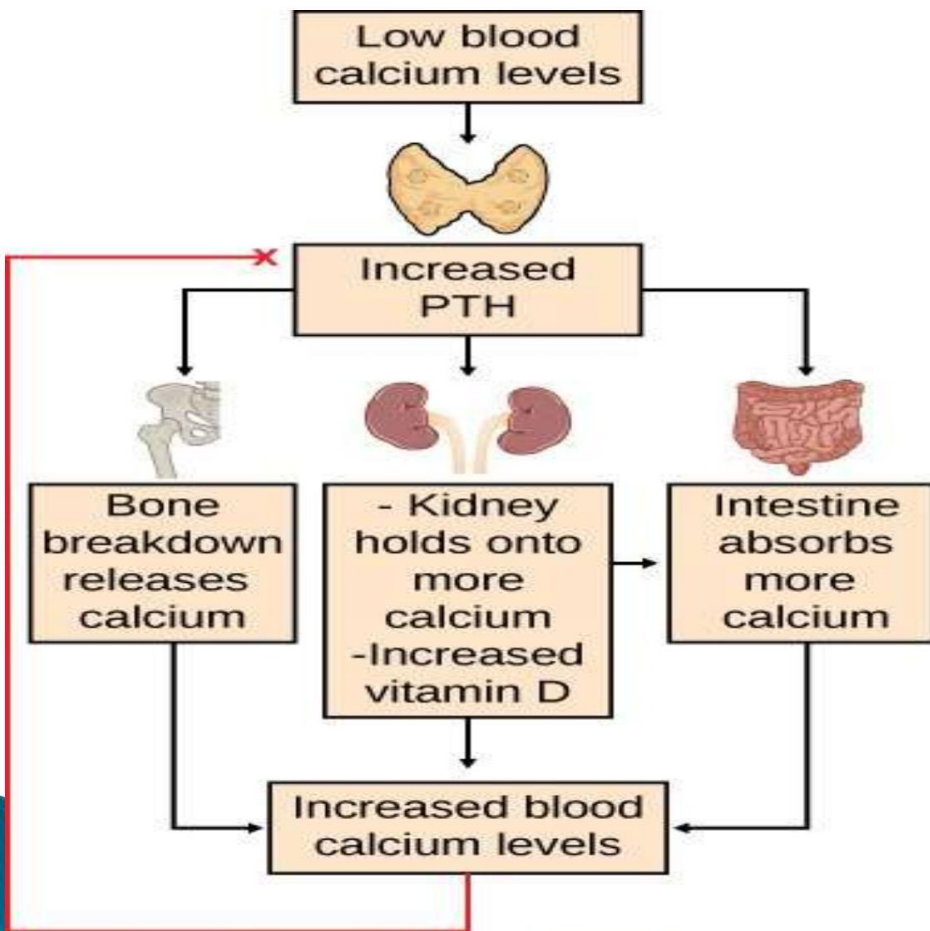 Low blood
calcium levels
Increased
PTH
Bone
breakdown
releases
calcium
- Kidney
holds onto
more
calcium
-Increased
vitamin D
Intestine
absorbs
more
calcium
Increased blood
calcium levels